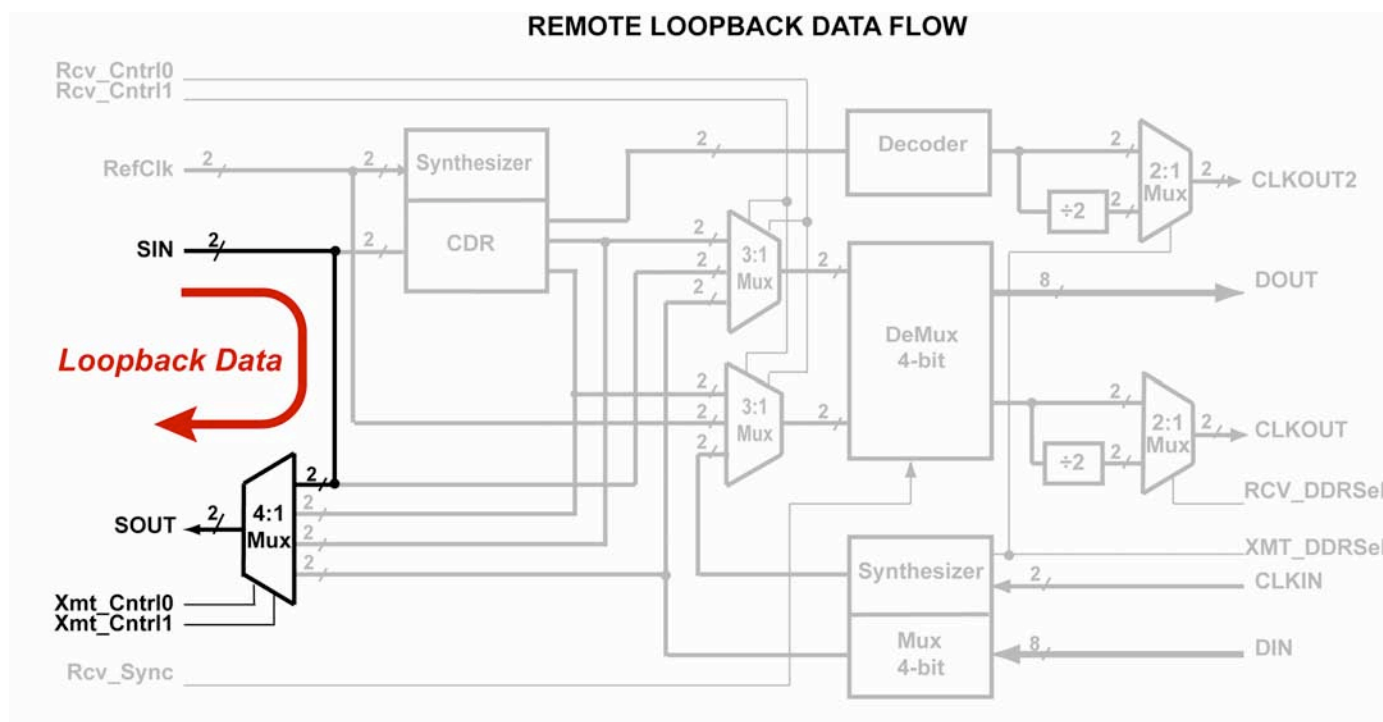 REMOTE LOOPBACK DATA FLOW
Rcv_Cntrl0
Rcv_Cntrl1
RefClk 2 2 Synthesizer 2 Decoder 2 2:1 Mux 2 CLKOUT2
÷2 2
SIN 2 2 CDR 2 3:1 Mux 2
2
2
8 DOUT
Loopback Data
DeMux
4-bit
2 3:1 Mux 2
2
2
2 2:1 Mux 2 CLKOUT
÷2 2
SOUT 2 4:1 Mux 2
2
2
2
RCV_DDRSel
XMT_DDRSel
Synthesizer 2 CLKIN
Xmt_Cntrl0
Xmt_Cntrl1
Mux
4-bit
8 DIN
Rcv_Sync